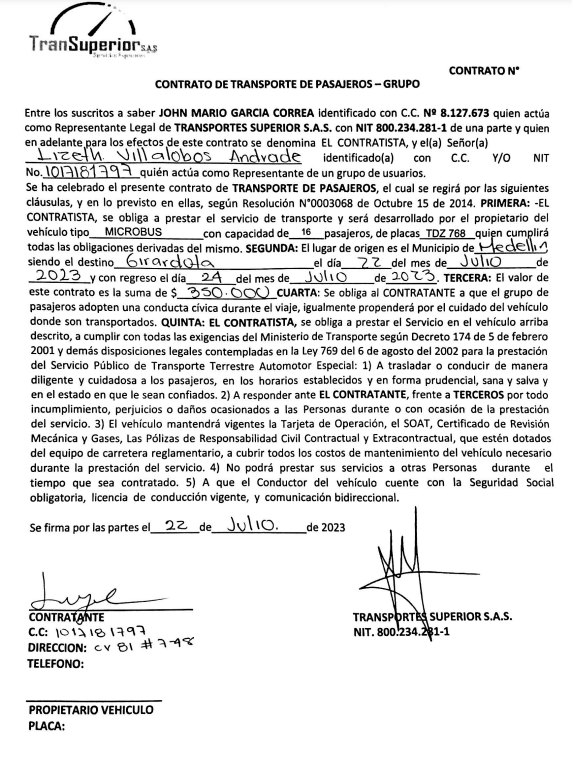 TranSuperior S.A.S
CONTRATO N°
CONTRATO DE TRANSPORTE DE PASAJEROS – GRUPO
Entre los suscritos a saber JOHN MARIO GARCIA CORREA identificado con C.C. Nº 8.127.673 quien actúa
como Representante Legal de TRANSPORTES SUPERIOR S.A.S. con NIT 800.234.281-1 de una parte y quien
en adelante para los efectos de este contrato se denomina EL CONTRATISTA, y el(a) Señor(a)
Lizeth Villalobos Andrade identificado(a) con C.C. Y/O NIT
No. 1017181797 quién actúa como Representante de un grupo de usuarios.
Se ha celebrado el presente contrato de TRANSPORTE DE PASAJEROS, el cual se regirá por las siguientes
cláusulas, y en lo previsto en ellas, según Resolución N°0003068 de Octubre 15 de 2014. PRIMERA: -EL
CONTRATISTA, se obliga a prestar el servicio de transporte y será desarrollado por el propietario del
vehículo tipo MICROBUS con capacidad de 16 pasajeros, de placas TDZ 768 quien cumplirá
todas las obligaciones derivadas del mismo. SEGUNDA: El lugar de origen es el Municipio de Medellin
siendo el destino Girardota el día 22 del mes de Julio de
2023 y con regreso el día 24 del mes de Julio de 2023. TERCERA: El valor de
este contrato es la suma de $ 350.000 CUARTA: Se obliga al CONTRATANTE a que el grupo de
pasajeros adopten una conducta cívica durante el viaje, igualmente propenderá por el cuidado del vehículo
donde son transportados. QUINTA: EL CONTRATISTA, se obliga a prestar el Servicio en el vehículo arriba
descrito, a cumplir con todas las exigencias del Ministerio de Transporte según Decreto 174 de 5 de febrero
2001 y demás disposiciones legales contempladas en la Ley 769 del 6 de agosto del 2002 para la prestación
del Servicio Público de Transporte Terrestre Automotor Especial: 1) A trasladar o conducir de manera
diligente y cuidadosa a los pasajeros, en los horarios establecidos y en forma prudencial, sana y salva y
en el estado en que le sean confiados. 2) A responder ante EL CONTRATANTE, frente a TERCEROS por todo
incumplimiento, perjuicios o daños ocasionados a las Personas durante o con ocasión de la prestación
del servicio. 3) El vehículo mantendrá vigentes la Tarjeta de Operación, el SOAT, Certificado de Revisión
Mecánica y Gases, Las Pólizas de Responsabilidad Civil Contractual y Extracontractual, que estén dotados
del equipo de carretera reglamentario, a cubrir todos los costos de mantenimiento del vehículo necesario
durante la prestación del servicio. 4) No podrá prestar sus servicios a otras Personas durante el
tiempo que sea contratado. 5) A que el Conductor del vehículo cuente con la Seguridad Social
obligatoria, licencia de conducción vigente, y comunicación bidireccional.
Se firma por las partes el 22 de Julio. de 2023
CONTRATANTE
C.C: 1017181797
DIRECCION: cv 81 # 7-48
TELEFONO:
TRANSPORTES SUPERIOR S.A.S.
NIT. 800.234.281-1
PROPIETARIO VEHICULO
PLACA: